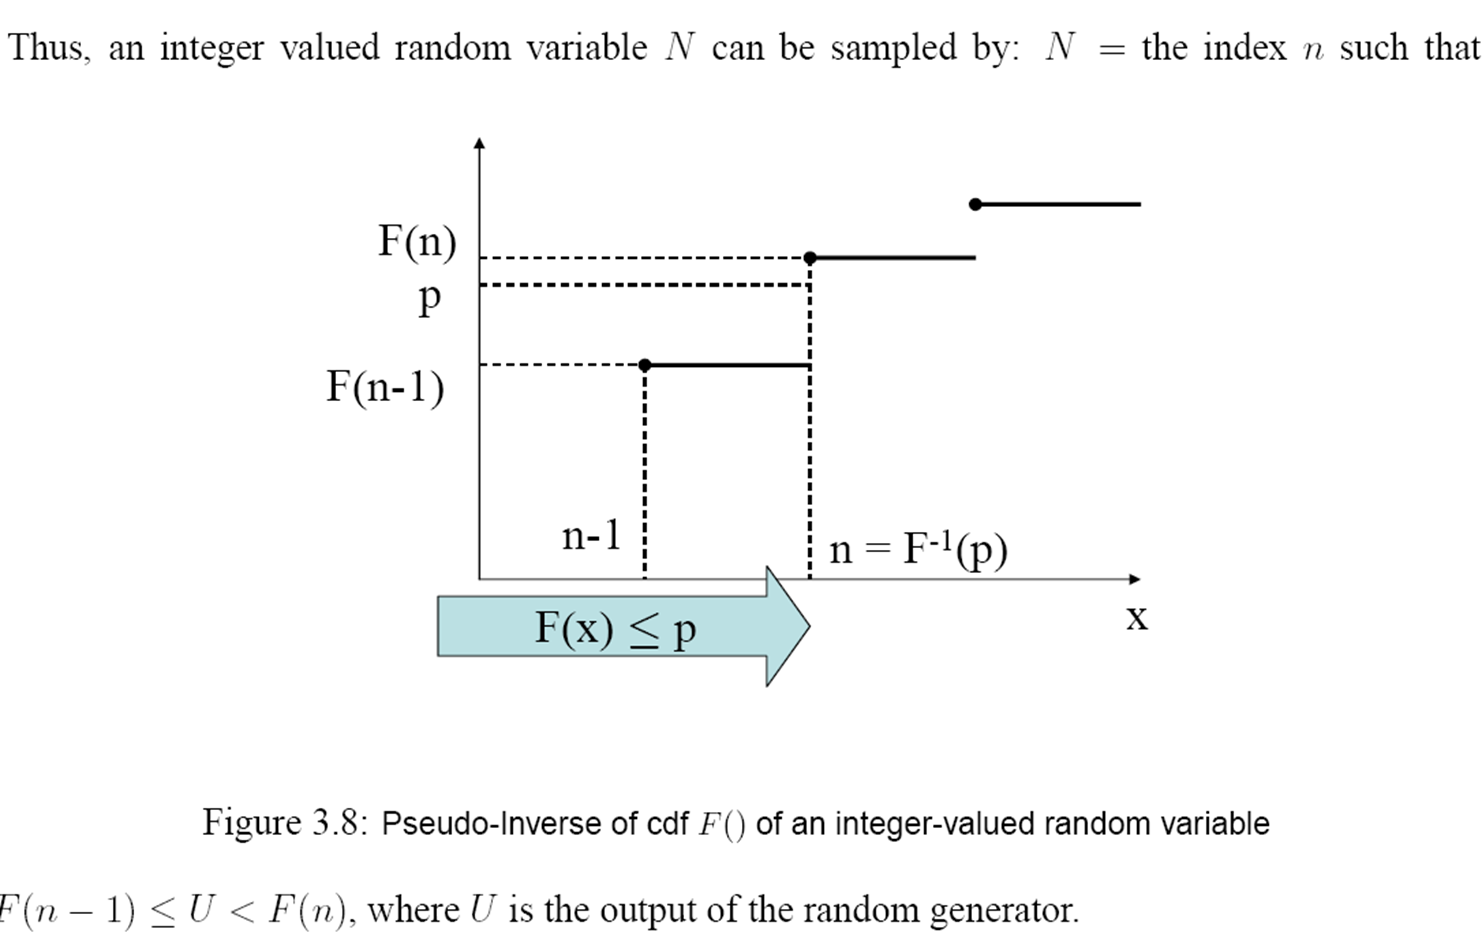 Thus, an integer valued random variable N can be sampled by: N = the index n such that
F(n)
p
F(n-1)
n-1
n = F⁻¹(p)
x
F(x) ≤ p
Figure 3.8: Pseudo-Inverse of cdf F() of an integer-valued random variable
F(n − 1) ≤ U < F(n), where U is the output of the random generator.